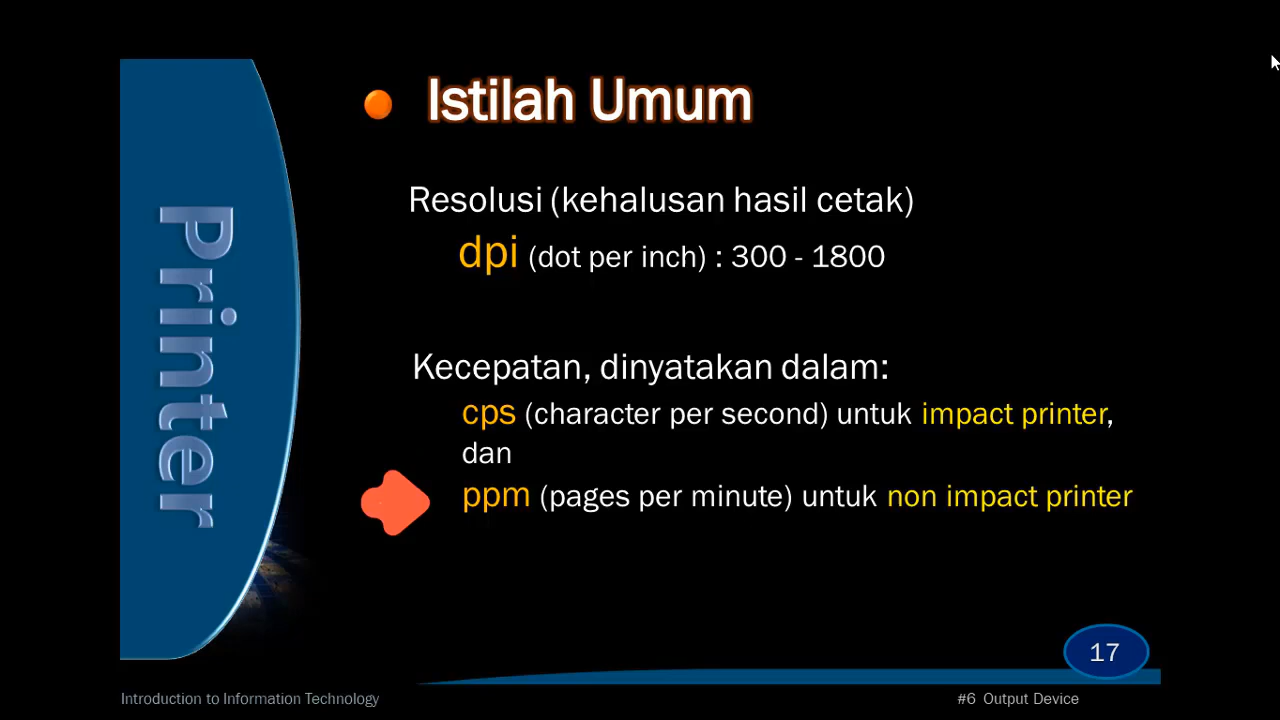 Printer
Istilah Umum
Resolusi (kehalusan hasil cetak)
dpi (dot per inch) : 300 - 1800
Kecepatan, dinyatakan dalam:
cps (character per second) untuk impact printer,
dan
ppm (pages per minute) untuk non impact printer
17
Introduction to Information Technology
#6 Output Device